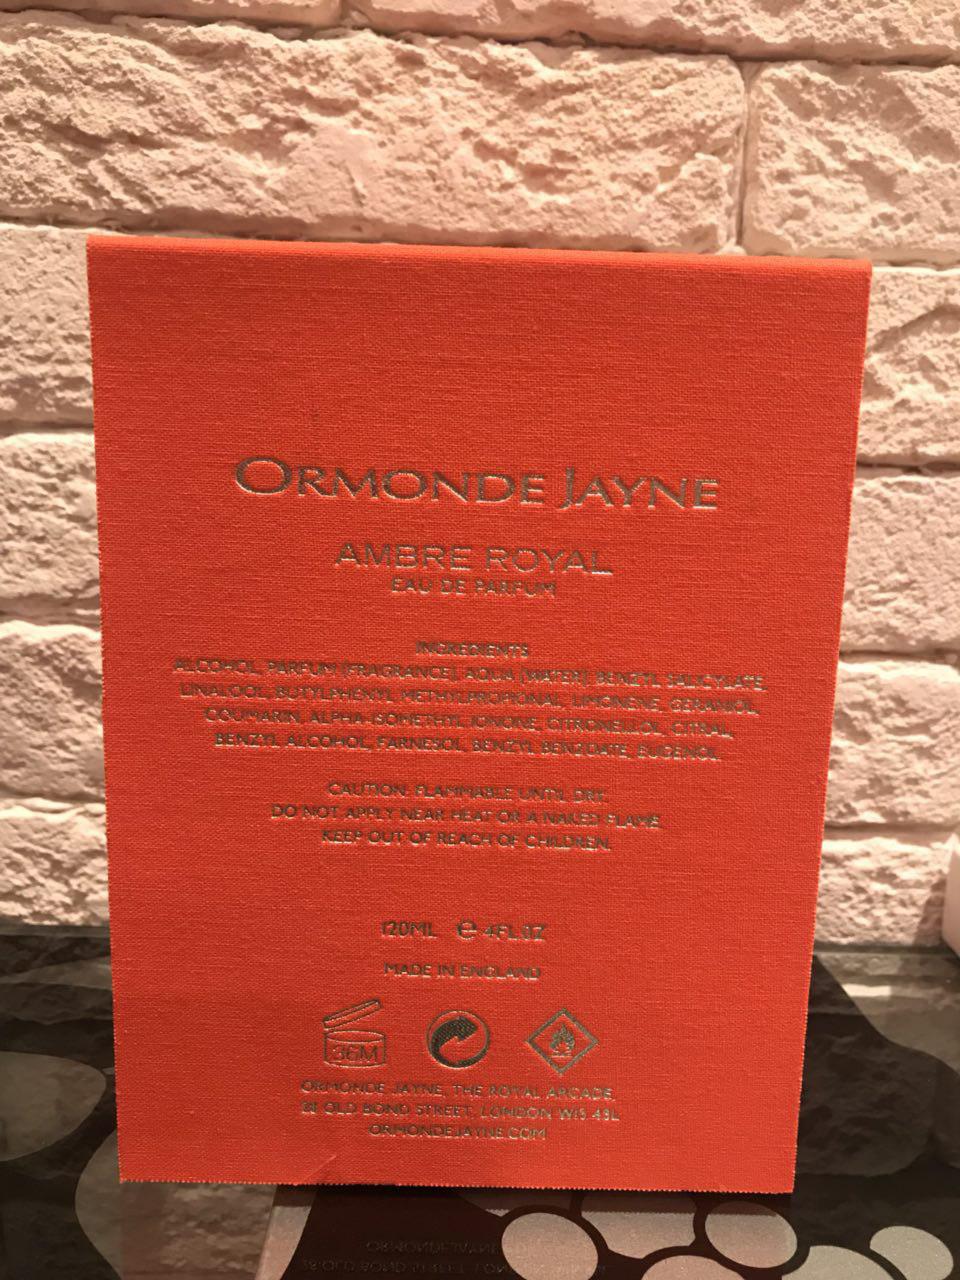 ORMONDE JAYNE
AMBRE ROYAL
EAU DE PARFUM
INGREDIENTS
ALCOHOL, PARFUM (FRAGRANCE), AQUA (WATER), BENZYL SALICYLATE,
LINALOOL, BUTYLPHENYL METHYLPROPIONAL, LIMONENE, GERANIOL,
COUMARIN, ALPHA-ISOMETHYL IONONE, CITRONELLOL, CITRAL,
BENZYL ALCOHOL, FARNESOL, BENZYL BENZOATE, EUGENOL.
CAUTION: FLAMMABLE UNTIL DRY.
DO NOT APPLY NEAR HEAT OR A NAKED FLAME.
KEEP OUT OF REACH OF CHILDREN.
120ML e 4FL OZ
MADE IN ENGLAND
36M
ORMONDE JAYNE, THE ROYAL ARCADE,
28 OLD BOND STREET, LONDON W1S 4SL
ORMONDEJAYNE.COM